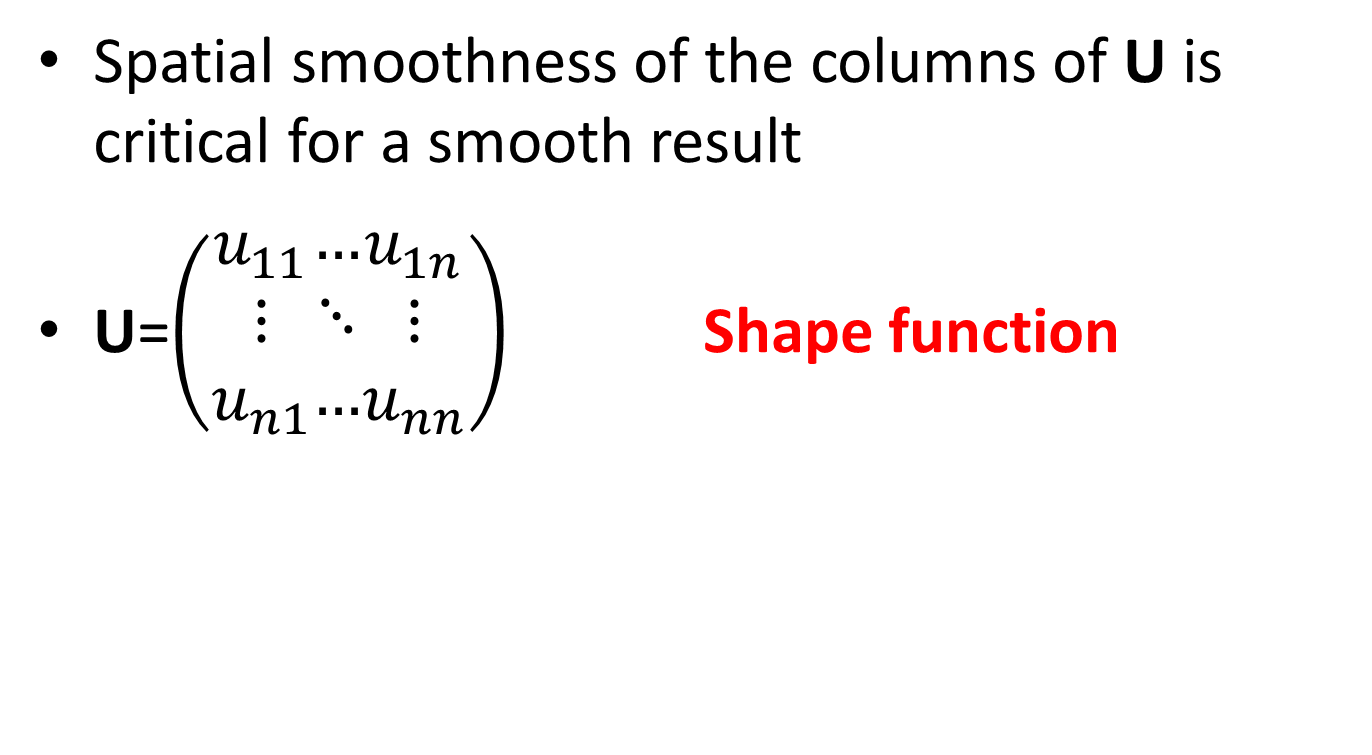 • Spatial smoothness of the columns of U is
critical for a smooth result
u₁₁ …u₁ₙ
• U=( ⋮ ⋱ ⋮ ) Shape function
uₙ₁ …uₙₙ